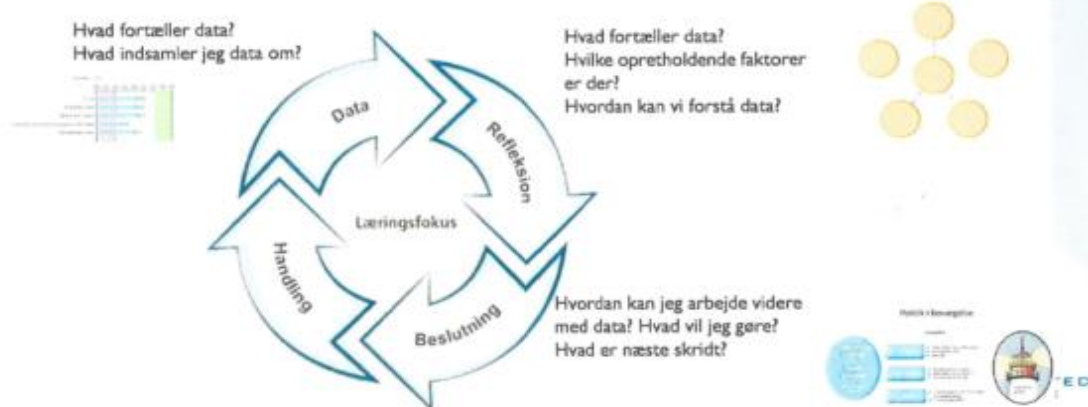 Hvad fortæller data?
Hvad indsamler jeg data om?
Hvad fortæller data?
Hvilke opretholdende faktorer
er der?
Hvordan kan vi forstå data?
Data
Refleksion
Læringsfokus
Handling
Beslutning
Hvordan kan jeg arbejde videre
med data? Hvad vil jeg gøre?
Hvad er næste skridt?